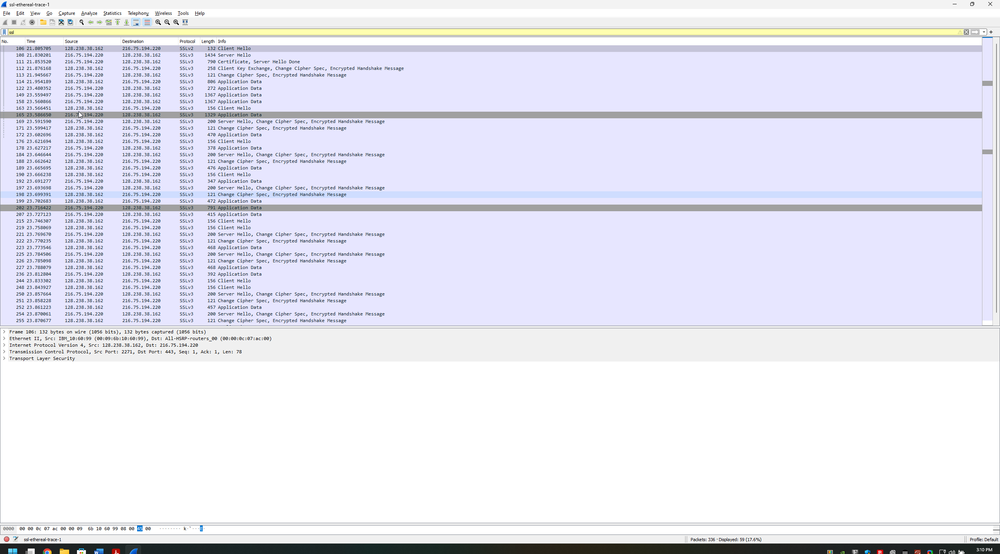 ssl-ethereal-trace-1
File Edit View Go Capture Analyze Statistics Telephony Wireless Tools Help
ssl
No. Time Source Destination Protocol Length Info
106 21.805705 128.238.38.162 216.75.194.220 SSLv2 132 Client Hello
108 21.830201 216.75.194.220 128.238.38.162 SSLv3 1434 Server Hello
111 21.853520 216.75.194.220 128.238.38.162 SSLv3 790 Certificate, Server Hello Done
112 21.876168 128.238.38.162 216.75.194.220 SSLv3 258 Client Key Exchange, Change Cipher Spec, Encrypted Handshake Message
113 21.945667 216.75.194.220 128.238.38.162 SSLv3 121 Change Cipher Spec, Encrypted Handshake Message
114 21.954189 128.238.38.162 216.75.194.220 SSLv3 806 Application Data
122 23.480352 216.75.194.220 128.238.38.162 SSLv3 272 Application Data
149 23.559497 216.75.194.220 128.238.38.162 SSLv3 1367 Application Data
158 23.560866 216.75.194.220 128.238.38.162 SSLv3 1367 Application Data
163 23.566451 128.238.38.162 216.75.194.220 SSLv3 156 Client Hello
165 23.586650 216.75.194.220 128.238.38.162 SSLv3 1329 Application Data
169 23.591590 216.75.194.220 128.238.38.162 SSLv3 200 Server Hello, Change Cipher Spec, Encrypted Handshake Message
171 23.599417 128.238.38.162 216.75.194.220 SSLv3 121 Change Cipher Spec, Encrypted Handshake Message
172 23.602696 128.238.38.162 216.75.194.220 SSLv3 470 Application Data
176 23.621694 128.238.38.162 216.75.194.220 SSLv3 156 Client Hello
178 23.627217 216.75.194.220 128.238.38.162 SSLv3 378 Application Data
184 23.646644 216.75.194.220 128.238.38.162 SSLv3 200 Server Hello, Change Cipher Spec, Encrypted Handshake Message
188 23.662642 128.238.38.162 216.75.194.220 SSLv3 121 Change Cipher Spec, Encrypted Handshake Message
189 23.665695 128.238.38.162 216.75.194.220 SSLv3 476 Application Data
190 23.666238 128.238.38.162 216.75.194.220 SSLv3 156 Client Hello
192 23.691277 216.75.194.220 128.238.38.162 SSLv3 347 Application Data
197 23.693698 216.75.194.220 128.238.38.162 SSLv3 200 Server Hello, Change Cipher Spec, Encrypted Handshake Message
198 23.699391 128.238.38.162 216.75.194.220 SSLv3 121 Change Cipher Spec, Encrypted Handshake Message
199 23.702683 128.238.38.162 216.75.194.220 SSLv3 472 Application Data
202 23.716422 216.75.194.220 128.238.38.162 SSLv3 791 Application Data
207 23.727123 216.75.194.220 128.238.38.162 SSLv3 415 Application Data
215 23.746307 128.238.38.162 216.75.194.220 SSLv3 156 Client Hello
219 23.758069 128.238.38.162 216.75.194.220 SSLv3 156 Client Hello
221 23.769670 216.75.194.220 128.238.38.162 SSLv3 200 Server Hello, Change Cipher Spec, Encrypted Handshake Message
222 23.770235 128.238.38.162 216.75.194.220 SSLv3 121 Change Cipher Spec, Encrypted Handshake Message
223 23.773546 128.238.38.162 216.75.194.220 SSLv3 468 Application Data
225 23.784506 216.75.194.220 128.238.38.162 SSLv3 200 Server Hello, Change Cipher Spec, Encrypted Handshake Message
226 23.785098 128.238.38.162 216.75.194.220 SSLv3 121 Change Cipher Spec, Encrypted Handshake Message
227 23.788079 128.238.38.162 216.75.194.220 SSLv3 468 Application Data
236 23.812804 216.75.194.220 128.238.38.162 SSLv3 392 Application Data
244 23.833302 128.238.38.162 216.75.194.220 SSLv3 156 Client Hello
248 23.843927 128.238.38.162 216.75.194.220 SSLv3 156 Client Hello
250 23.857664 216.75.194.220 128.238.38.162 SSLv3 200 Server Hello, Change Cipher Spec, Encrypted Handshake Message
251 23.858228 128.238.38.162 216.75.194.220 SSLv3 121 Change Cipher Spec, Encrypted Handshake Message
252 23.861223 128.238.38.162 216.75.194.220 SSLv3 457 Application Data
254 23.870061 216.75.194.220 128.238.38.162 SSLv3 200 Server Hello, Change Cipher Spec, Encrypted Handshake Message
255 23.870677 128.238.38.162 216.75.194.220 SSLv3 121 Change Cipher Spec, Encrypted Handshake Message
Frame 106: 132 bytes on wire (1056 bits), 132 bytes captured (1056 bits)
Ethernet II, Src: IBM_10:60:99 (00:09:6b:10:60:99), Dst: All-HSRP-routers_00 (00:00:0c:07:ac:00)
Internet Protocol Version 4, Src: 128.238.38.162, Dst: 216.75.194.220
Transmission Control Protocol, Src Port: 2271, Dst Port: 443, Seq: 1, Ack: 1, Len: 78
Transport Layer Security
0000 00 00 0c 07 ac 00 00 09 6b 10 60 99 08 00 45 00 ········ k·`···E·
ssl-ethereal-trace-1 Packets: 336 · Displayed: 59 (17.6%) Profile: Default
3:10 PM